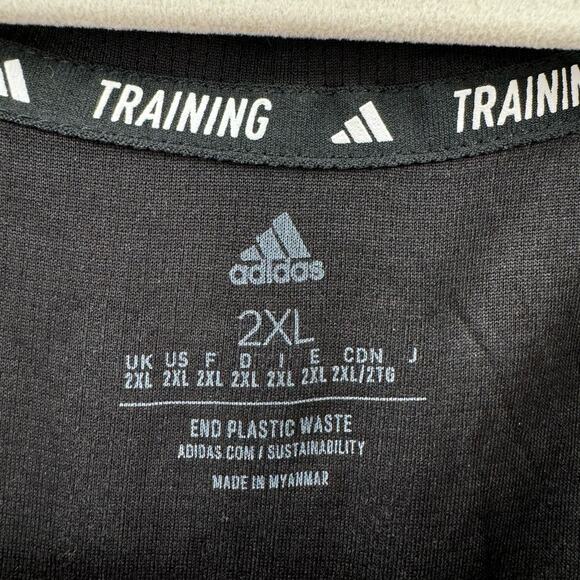 TRAINING TRAININ
adidas
2XL
UK US F D I E CDN J
2XL 2XL 2XL 2XL 2XL 2XL 2XL/2TG
END PLASTIC WASTE
ADIDAS.COM / SUSTAINABILITY
MADE IN MYANMAR